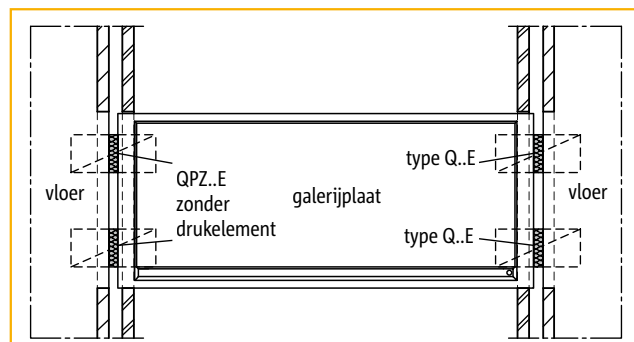 QPZ..E
zonder
drukelement
vloer
galerijplaat
type Q..E
type Q..E
vloer